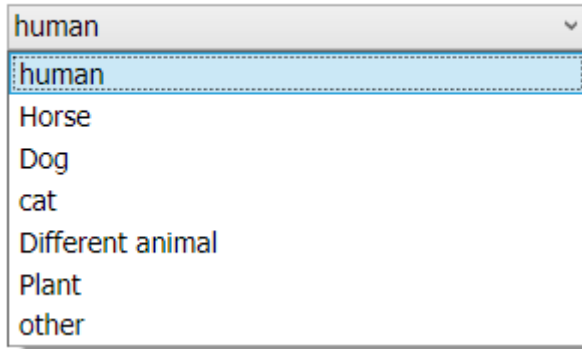 human
human
Horse
Dog
cat
Different animal
Plant
other